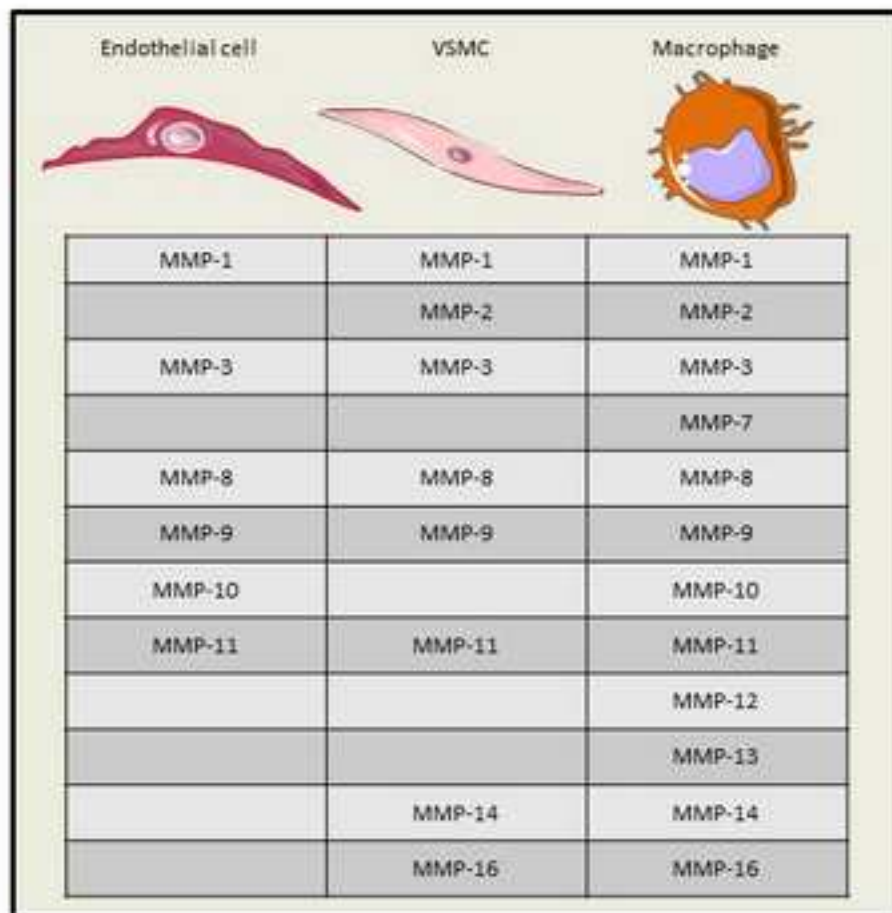 Endothelial cell VSMC Macrophage
MMP-1 MMP-1 MMP-1
MMP-2 MMP-2
MMP-3 MMP-3 MMP-3
MMP-7
MMP-8 MMP-8 MMP-8
MMP-9 MMP-9 MMP-9
MMP-10 MMP-10
MMP-11 MMP-11 MMP-11
MMP-12
MMP-13
MMP-14 MMP-14
MMP-16 MMP-16